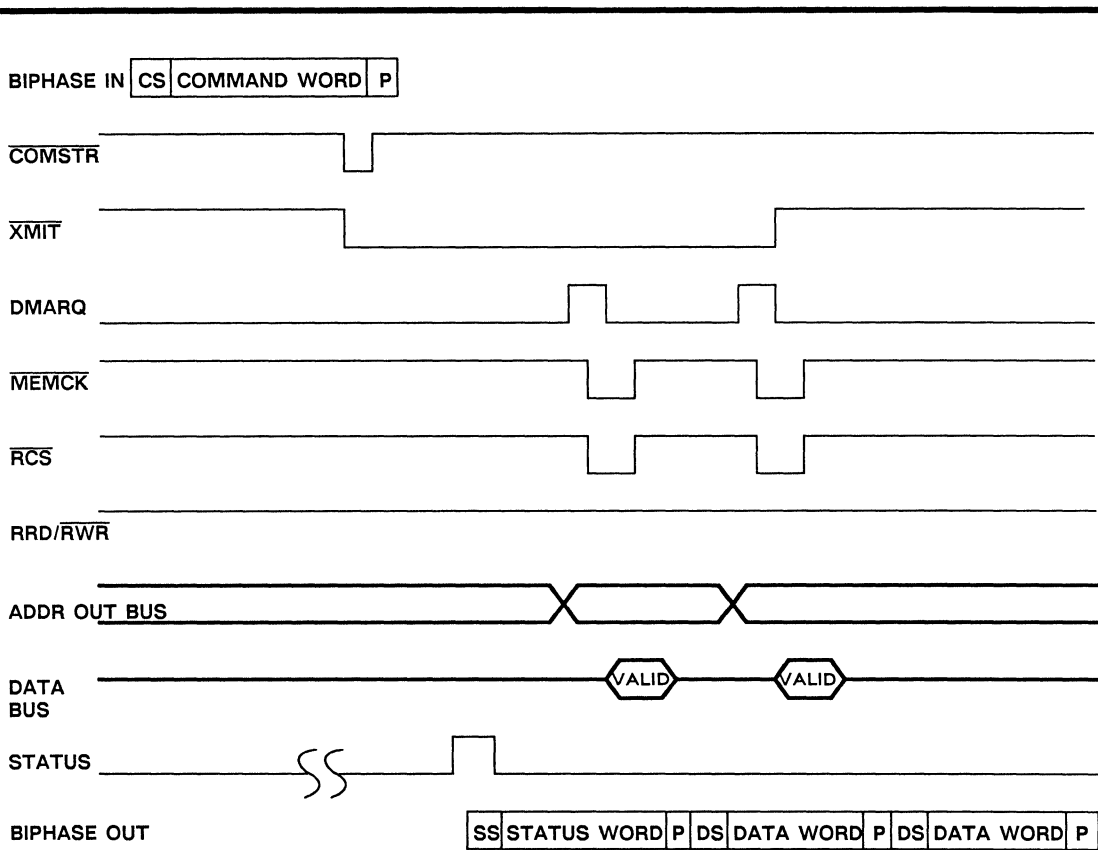 BIPHASE IN CS COMMAND WORD P
COMSTR
XMIT
DMARQ
MEMCK
RCS
RRD/RWR
ADDR OUT BUS
DATA
BUS
VALID VALID
STATUS
BIPHASE OUT SS STATUS WORD P DS DATA WORD P DS DATA WORD P